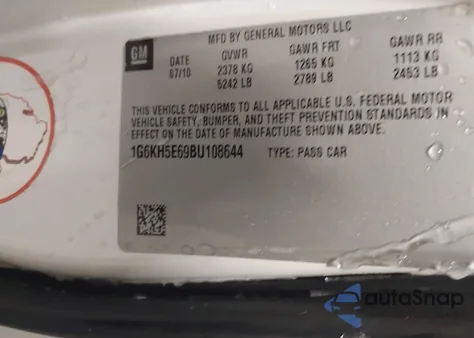 MFD BY GENERAL MOTORS LLC
GM
DATE GVWR GAWR FRT GAWR RR
07/10 2378 KG 1265 KG 1113 KG
5242 LB 2789 LB 2453 LB
THIS VEHICLE CONFORMS TO ALL APPLICABLE U.S. FEDERAL MOTOR
VEHICLE SAFETY, BUMPER, AND THEFT PREVENTION STANDARDS IN
EFFECT ON THE DATE OF MANUFACTURE SHOWN ABOVE.
1G6KH5E69BU108644 TYPE: PASS CAR
autoSnap